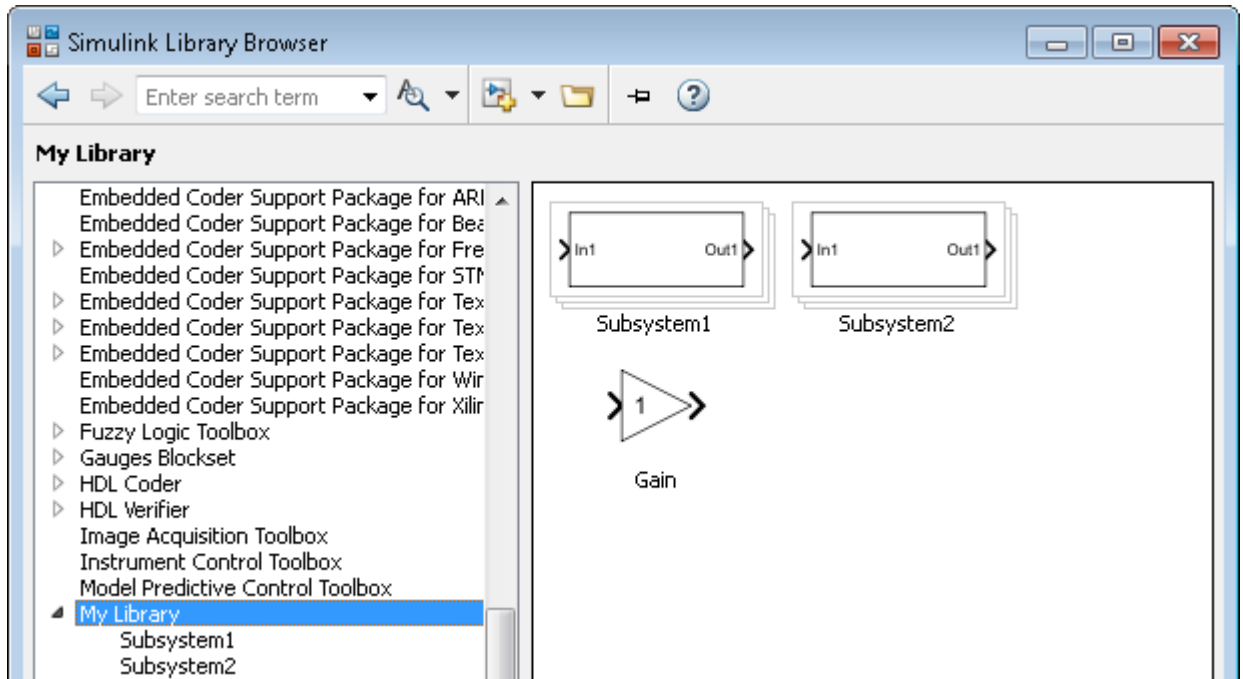 Simulink Library Browser
Enter search term
My Library
Embedded Coder Support Package for ARI
Embedded Coder Support Package for Bea
Embedded Coder Support Package for Fre
Embedded Coder Support Package for STM
Embedded Coder Support Package for Tex
Embedded Coder Support Package for Tex
Embedded Coder Support Package for Tex
Embedded Coder Support Package for Wir
Embedded Coder Support Package for Xilir
Fuzzy Logic Toolbox
Gauges Blockset
HDL Coder
HDL Verifier
Image Acquisition Toolbox
Instrument Control Toolbox
Model Predictive Control Toolbox
My Library
Subsystem1
Subsystem2
In1 Out1 In1 Out1
Subsystem1 Subsystem2
1
Gain